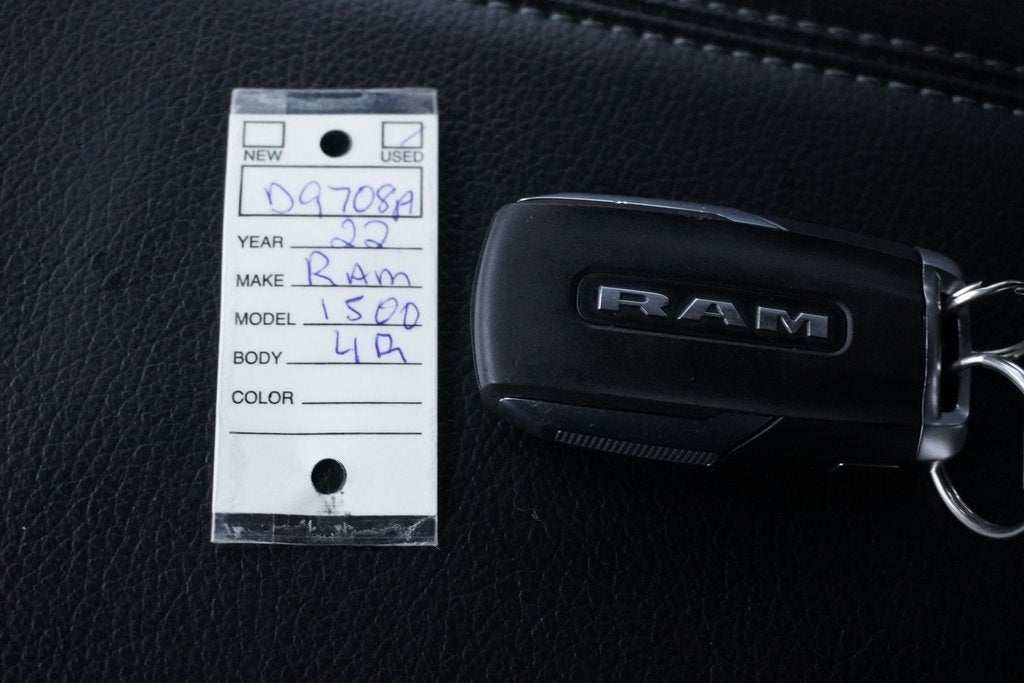 NEW USED
D9708A
YEAR 22
MAKE RAM
MODEL 1500
BODY 4R
COLOR
RAM